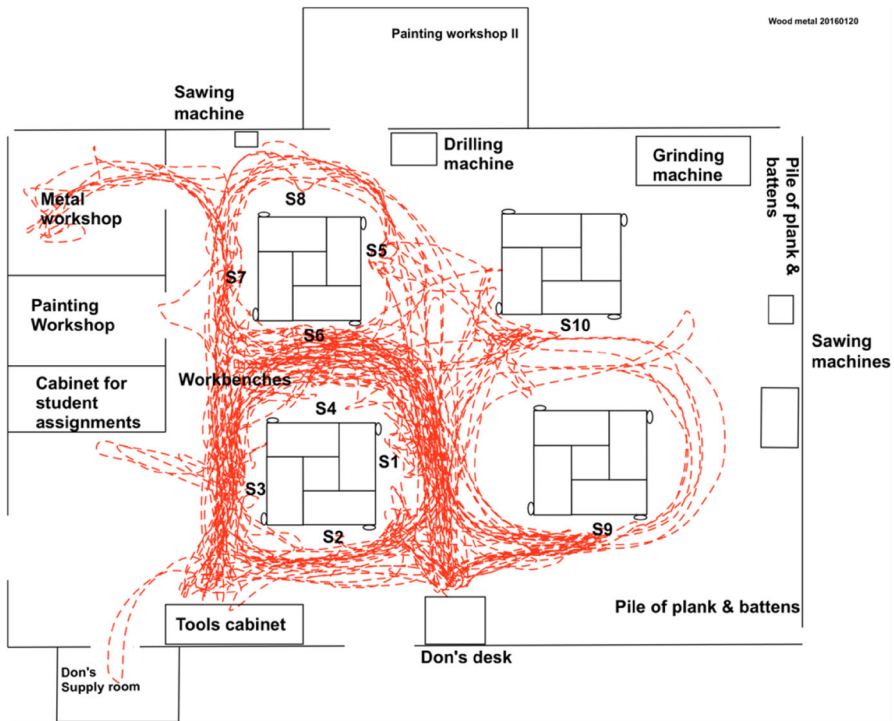 Wood metal 20160120
Painting workshop II
Sawing
machine
Drilling
machine
Grinding
machine
Pile of plank &
battens
Metal
workshop
S8
S5
S7
S10
S6
Painting
Workshop
Sawing
machines
Workbenches
Cabinet for
student
assignments
S4
S1
S3
S2
S9
Pile of plank & battens
Tools cabinet
Don's desk
Don's
Supply room